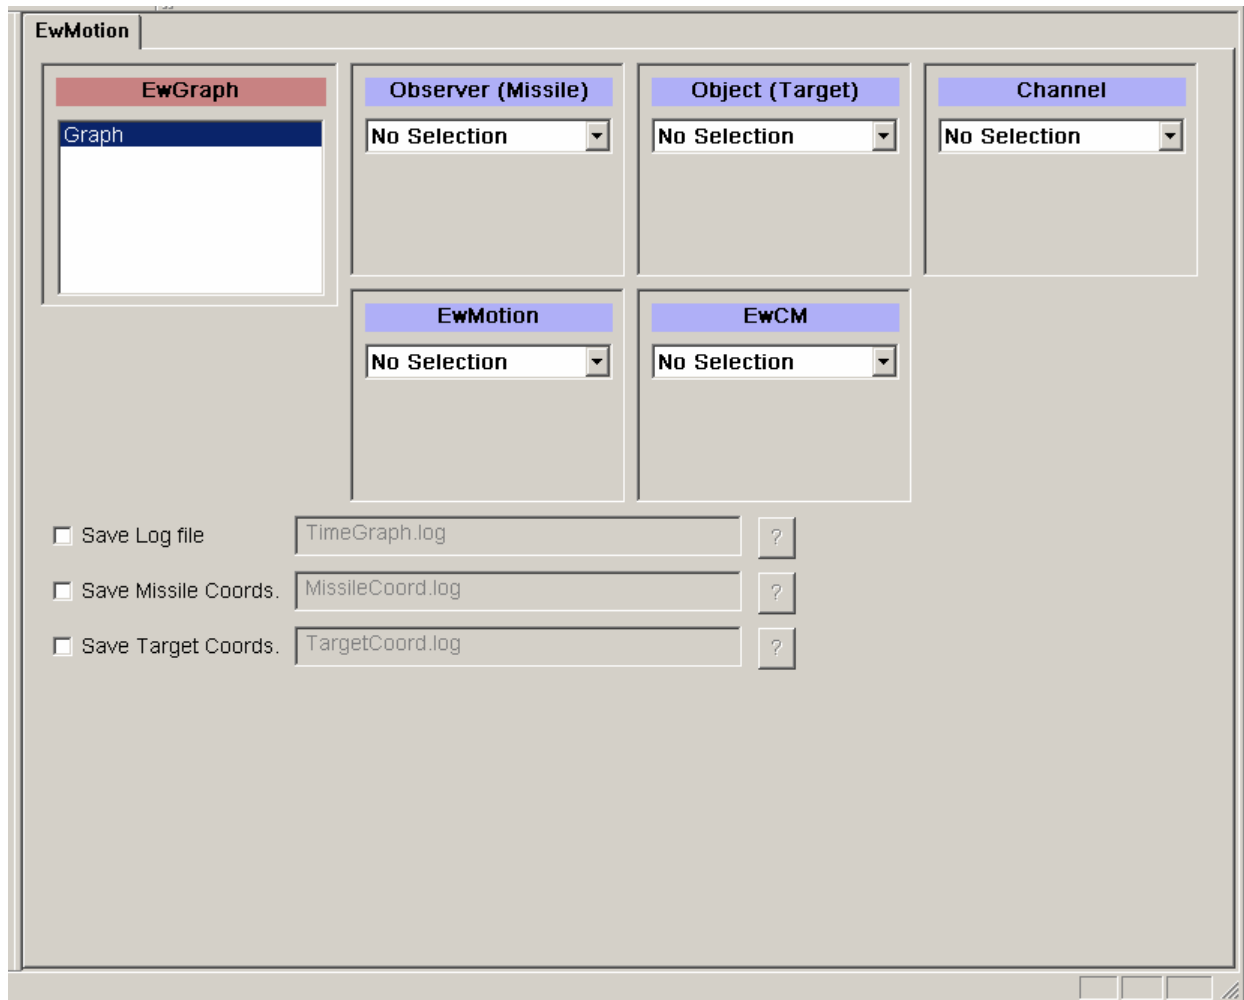 EwMotion
EwGraph
Graph
Observer (Missile)
No Selection
Object (Target)
No Selection
Channel
No Selection
EwMotion
No Selection
EwCM
No Selection
Save Log file TimeGraph.log ?
Save Missile Coords. MissileCoord.log ?
Save Target Coords. TargetCoord.log ?